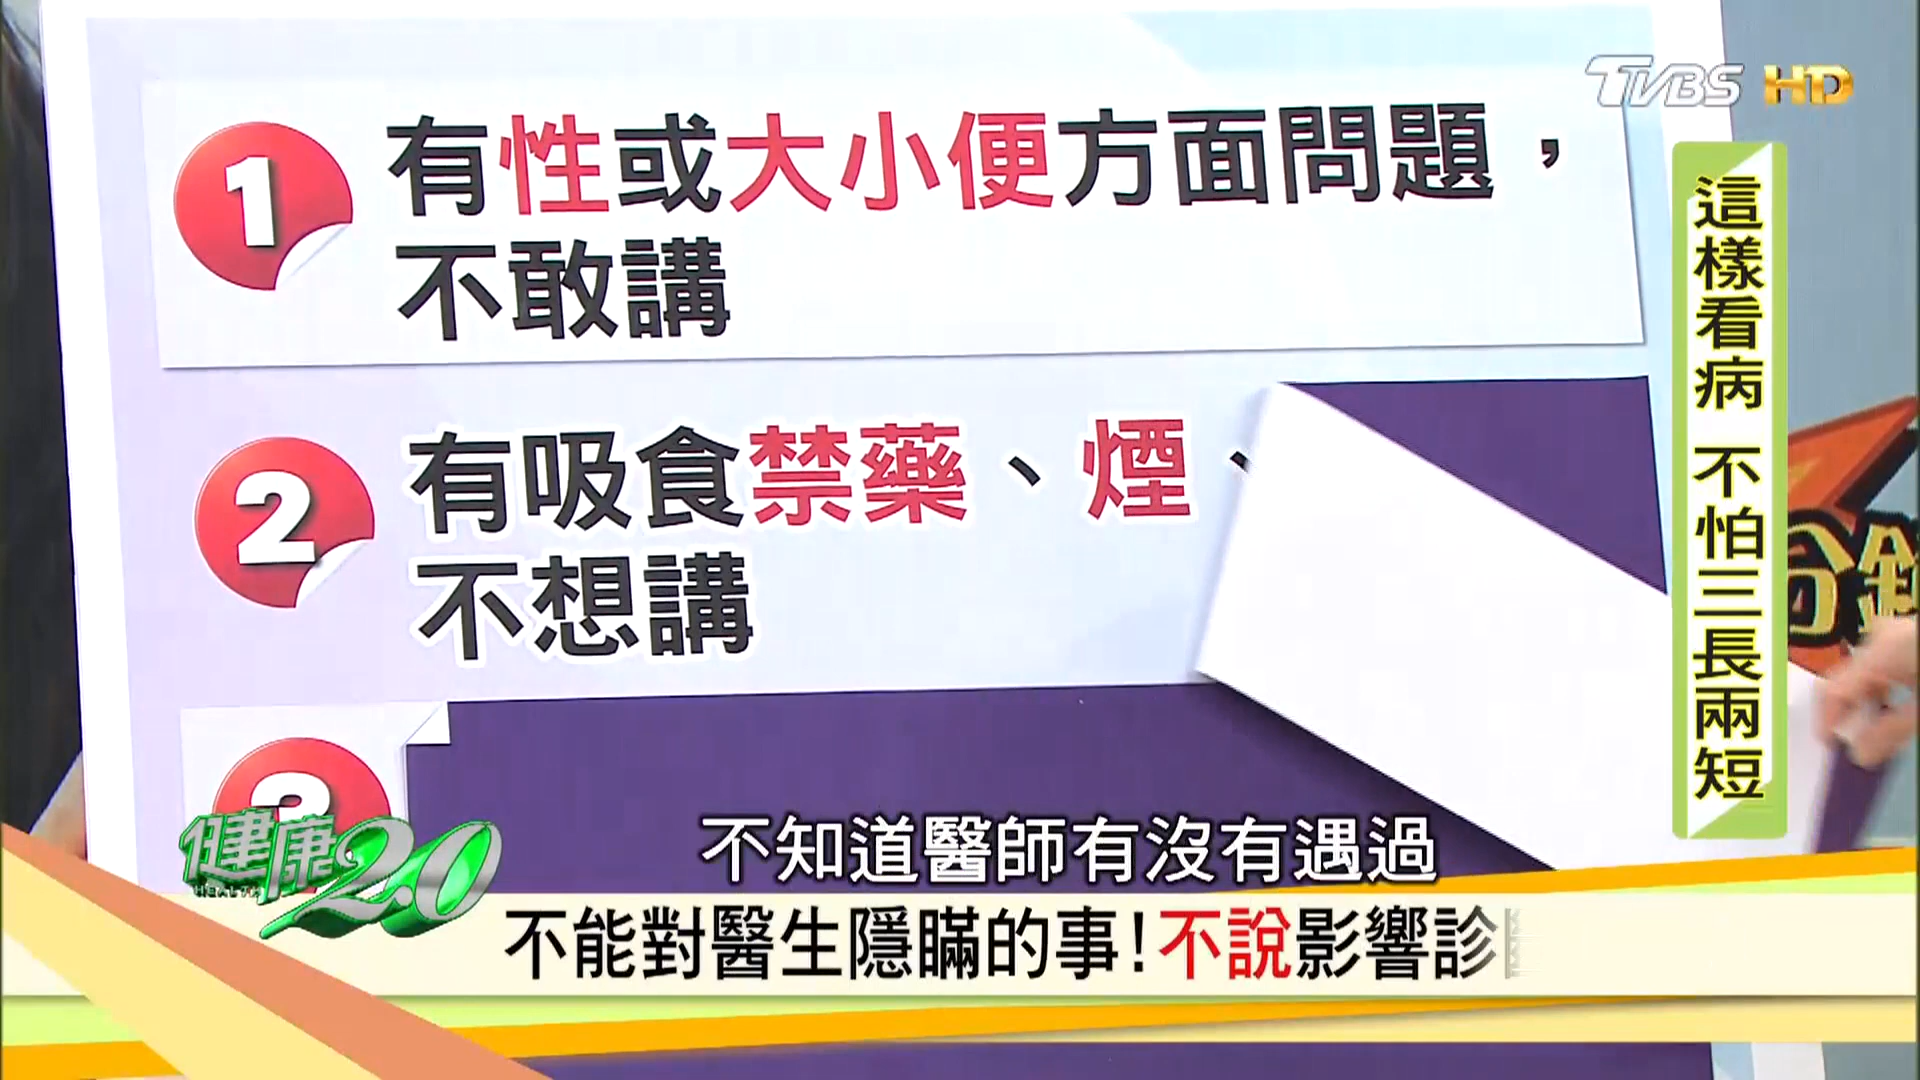 TVBS HD
1 有性或大小便方面問題，
不敢講
2 有吸食禁藥、煙、
不想講
這樣看病 不怕三長兩短
健康2.0
HEALTH
不知道醫師有沒有遇過
不能對醫生隱瞞的事!不說影響診